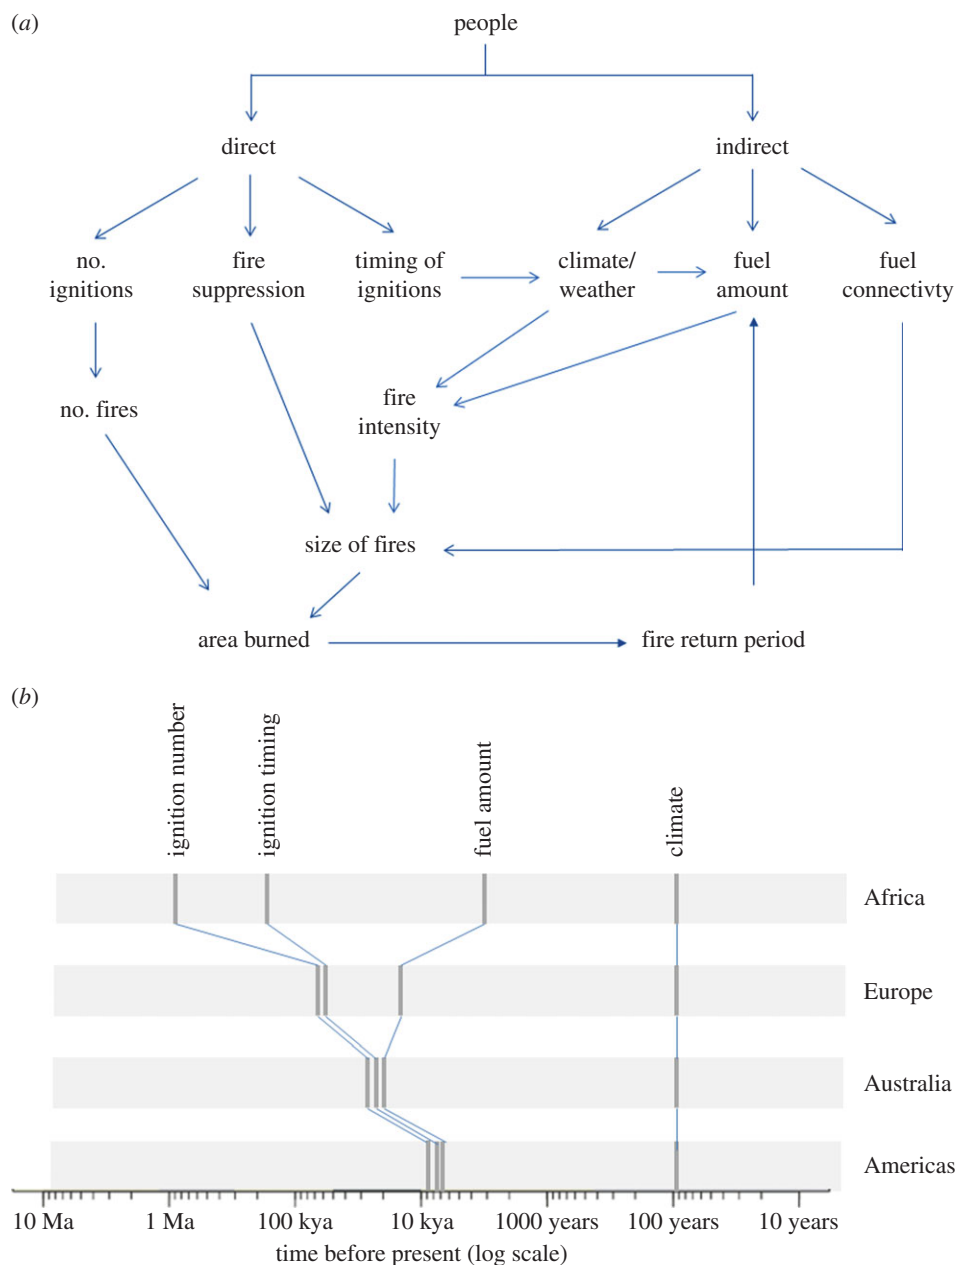 (a)
people
direct
indirect
no.
ignitions
fire
suppression
timing of
ignitions
climate/
weather
fuel
amount
fuel
connectivty
no. fires
fire
intensity
size of fires
area burned
fire return period
(b)
ignition number
ignition timing
fuel amount
climate
Africa
Europe
Australia
Americas
10 Ma
1 Ma
100 kya
10 kya
1000 years
100 years
10 years
time before present (log scale)